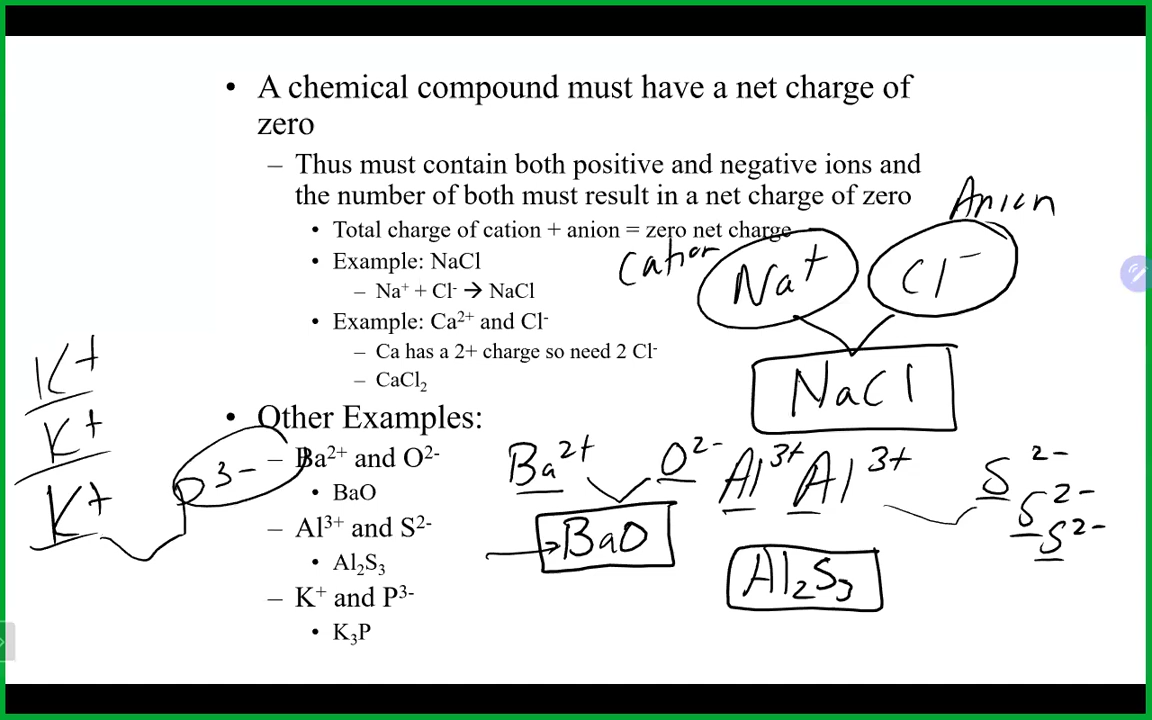 • A chemical compound must have a net charge of
zero
– Thus must contain both positive and negative ions and
the number of both must result in a net charge of zero
• Total charge of cation + anion = zero net charge
• Example: NaCl
– Na⁺ + Cl⁻ → NaCl
• Example: Ca²⁺ and Cl⁻
– Ca has a 2+ charge so need 2 Cl⁻
– CaCl₂
• Other Examples:
– Ba²⁺ and O²⁻
• BaO
– Al³⁺ and S²⁻
• Al₂S₃
– K⁺ and P³⁻
• K₃P
Anion
Cation
Na⁺ Cl⁻
NaCl
Ba²⁺ O²⁻
BaO
Al³⁺ Al³⁺
S²⁻
S²⁻
S²⁻
Al₂S₃
K⁺
K⁺
K⁺
P³⁻